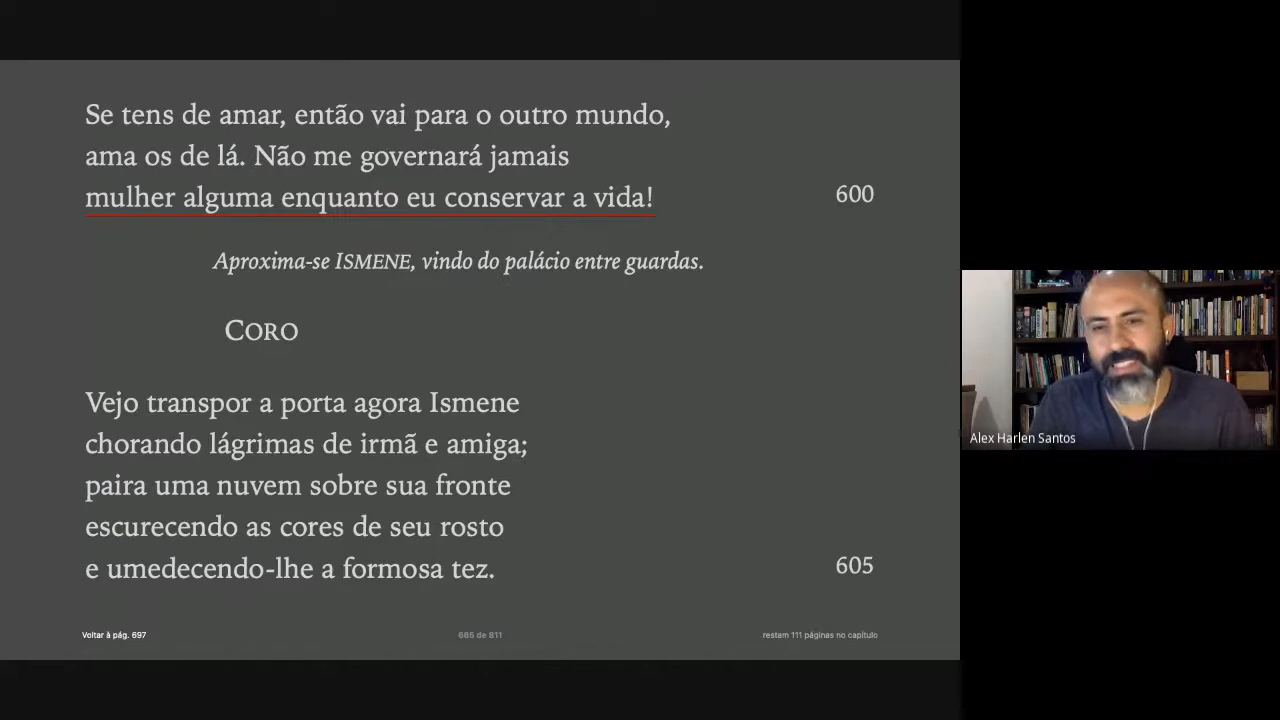 Se tens de amar, então vai para o outro mundo,
ama os de lá. Não me governará jamais
mulher alguma enquanto eu conservar a vida! 600
Aproxima-se ISMENE, vindo do palácio entre guardas.
CORO
Vejo transpor a porta agora Ismene
chorando lágrimas de irmã e amiga;
paira uma nuvem sobre sua fronte
escurecendo as cores de seu rosto
e umedecendo-lhe a formosa tez. 605
Voltar à pág. 697 685 de 811 restam 111 páginas no capítulo
Alex Harlen Santos